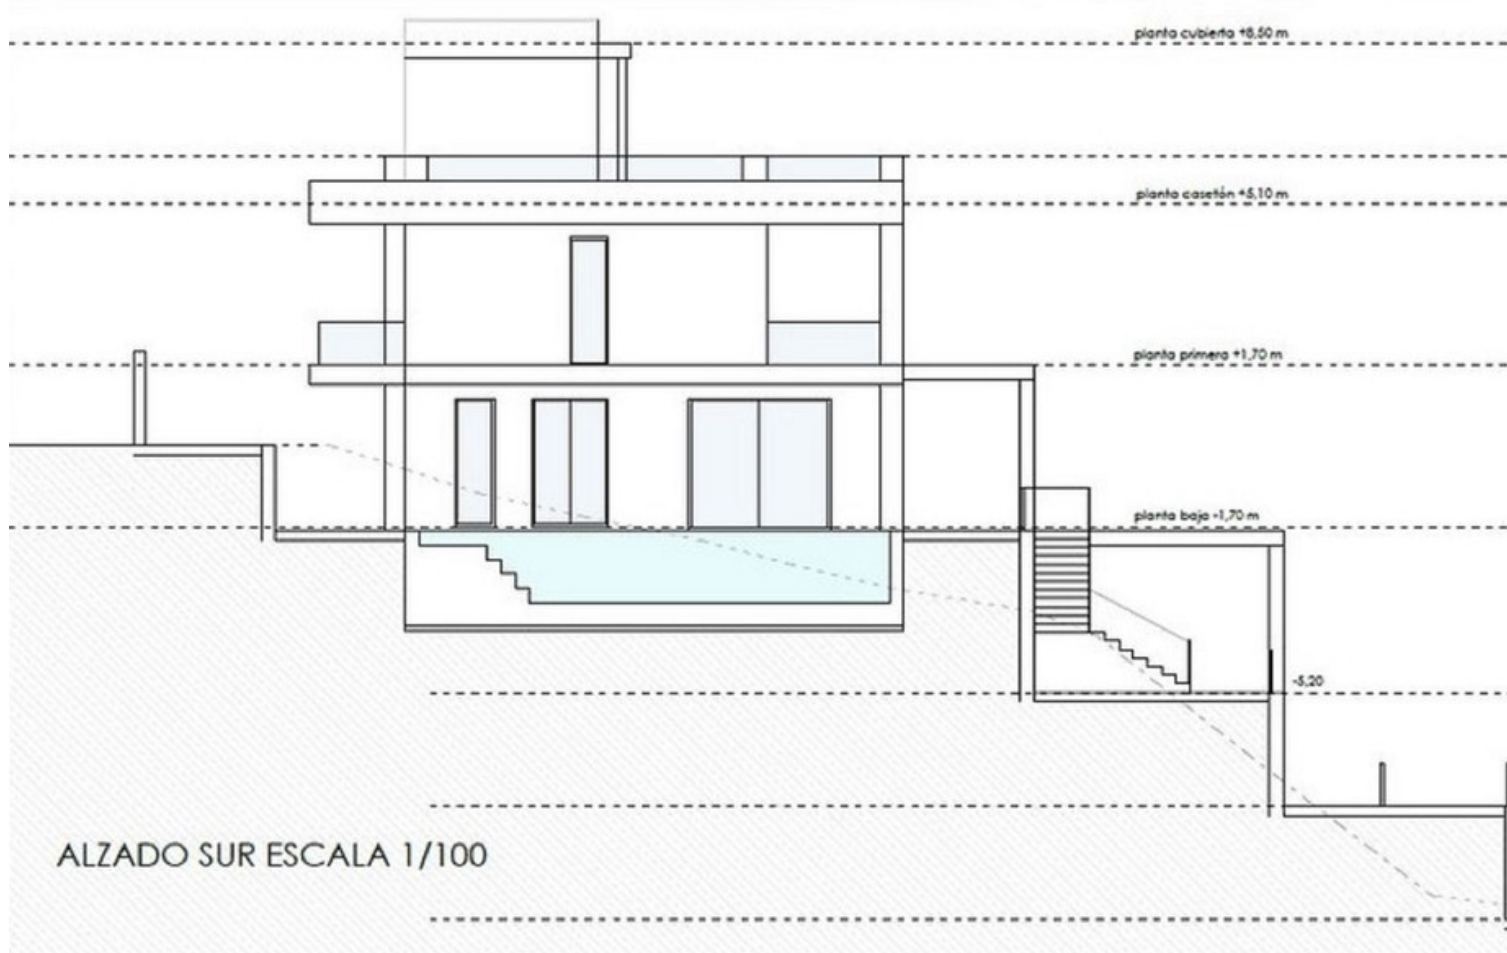 planta cubierta +8,50 m
planta casetón +5,10 m
planta primera +1,70 m
planta baja -1,70 m
-5,20
ALZADO SUR ESCALA 1/100